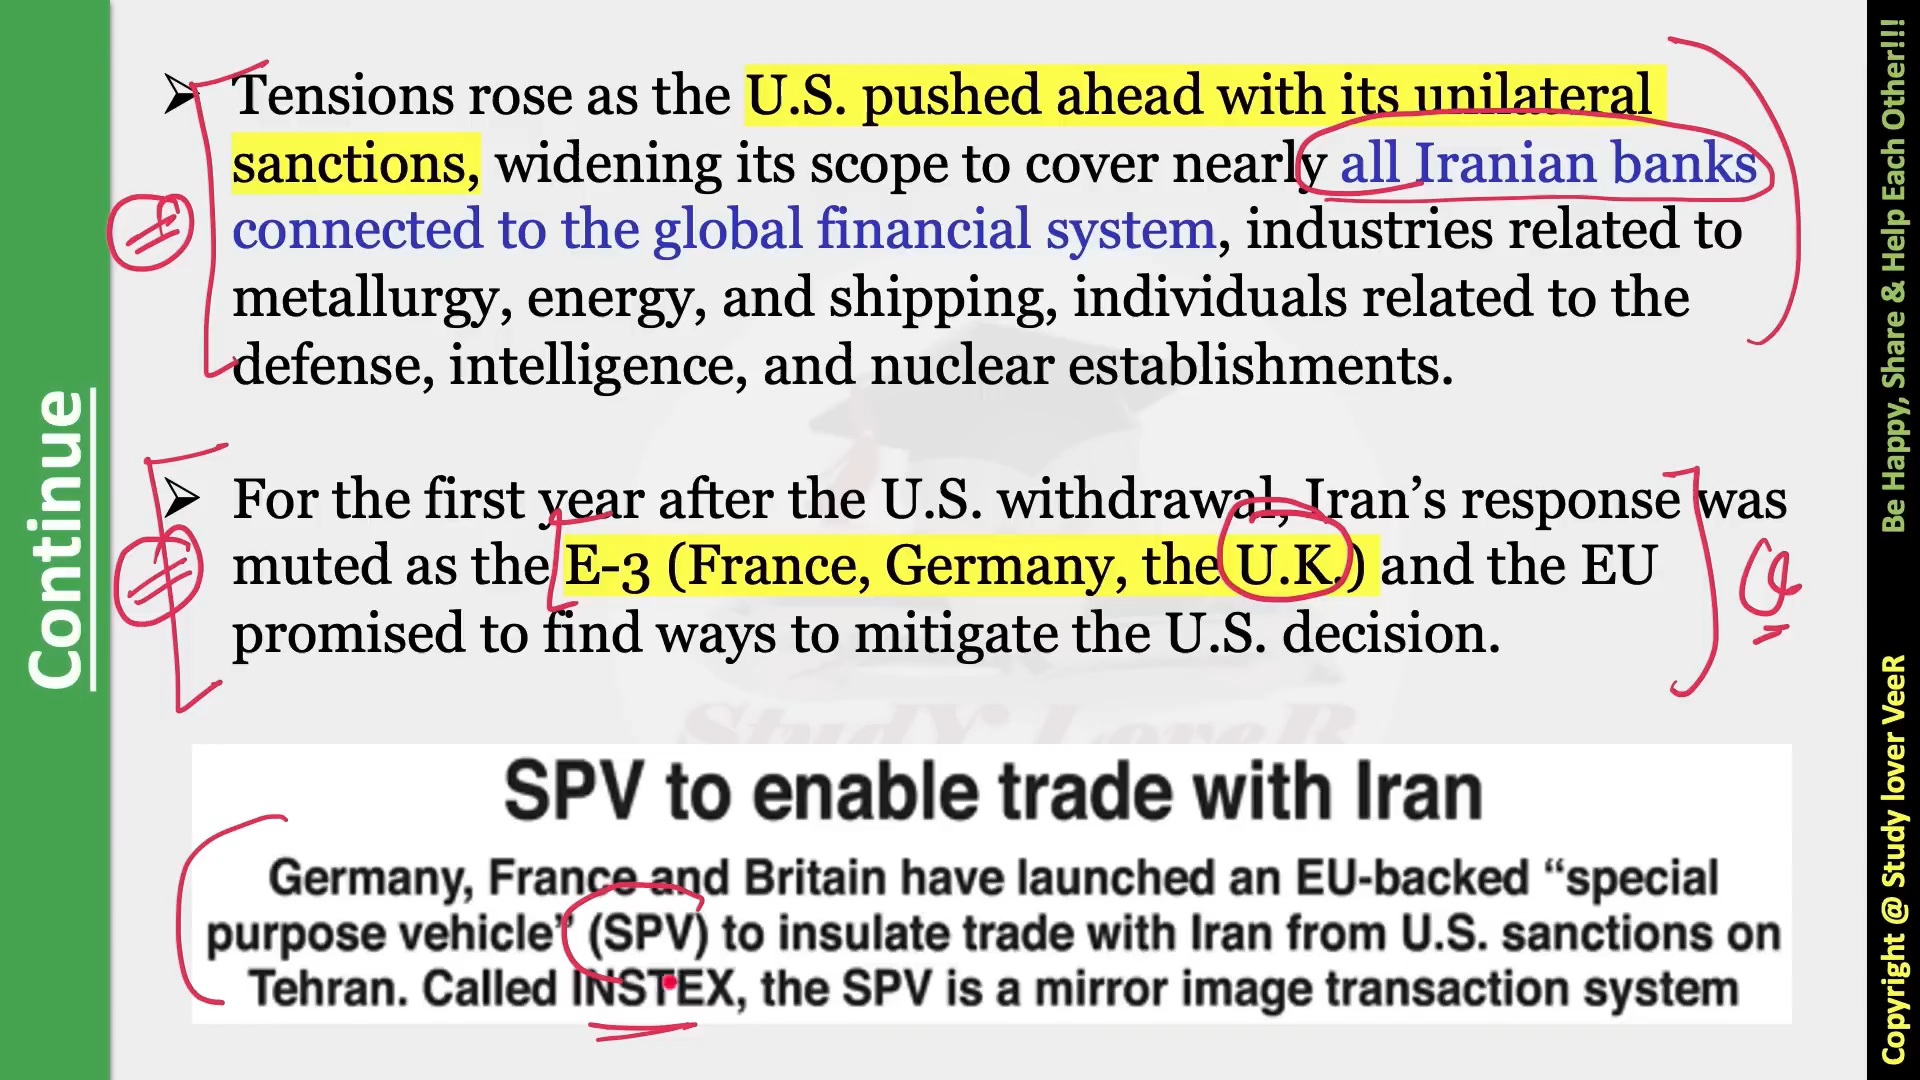 Continue
➢ Tensions rose as the U.S. pushed ahead with its unilateral
sanctions, widening its scope to cover nearly all Iranian banks
connected to the global financial system, industries related to
metallurgy, energy, and shipping, individuals related to the
defense, intelligence, and nuclear establishments.
➢ For the first year after the U.S. withdrawal, Iran’s response was
muted as the E-3 (France, Germany, the U.K.) and the EU
promised to find ways to mitigate the U.S. decision.
StudY LoveR
SPV to enable trade with Iran
Germany, France and Britain have launched an EU-backed “special
purpose vehicle” (SPV) to insulate trade with Iran from U.S. sanctions on
Tehran. Called INSTEX, the SPV is a mirror image transaction system
Be Happy, Share & Help Each Other!!!
Copyright @ Study lover VeeR